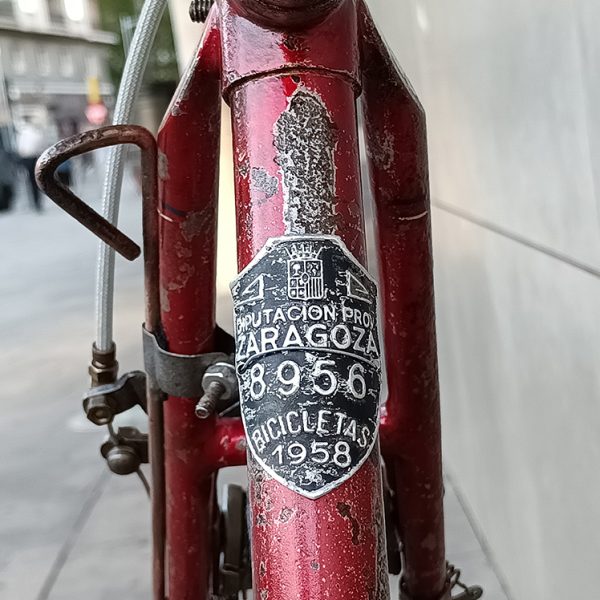 DIPUTACION PROV.
ZARAGOZA
8956
BICICLETAS
1958